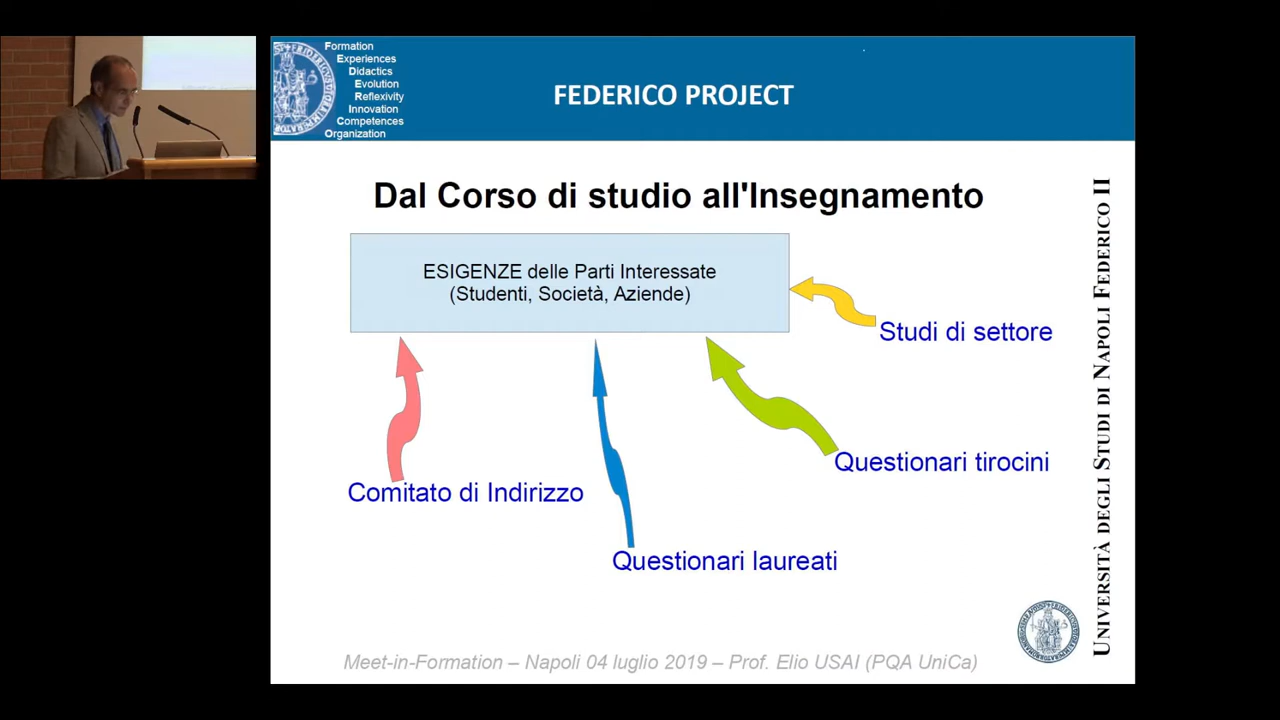 Formation
Experiences
Didactics
Evolution
Reflexivity
Innovation
Competences
Organization
FEDERICO PROJECT
Dal Corso di studio all'Insegnamento
ESIGENZE delle Parti Interessate
(Studenti, Società, Aziende)
Studi di settore
Questionari tirocini
Comitato di Indirizzo
Questionari laureati
UNIVERSITÀ DEGLI STUDI DI NAPOLI FEDERICO II
Meet-in-Formation – Napoli 04 luglio 2019 – Prof. Elio USAI (PQA UniCa)